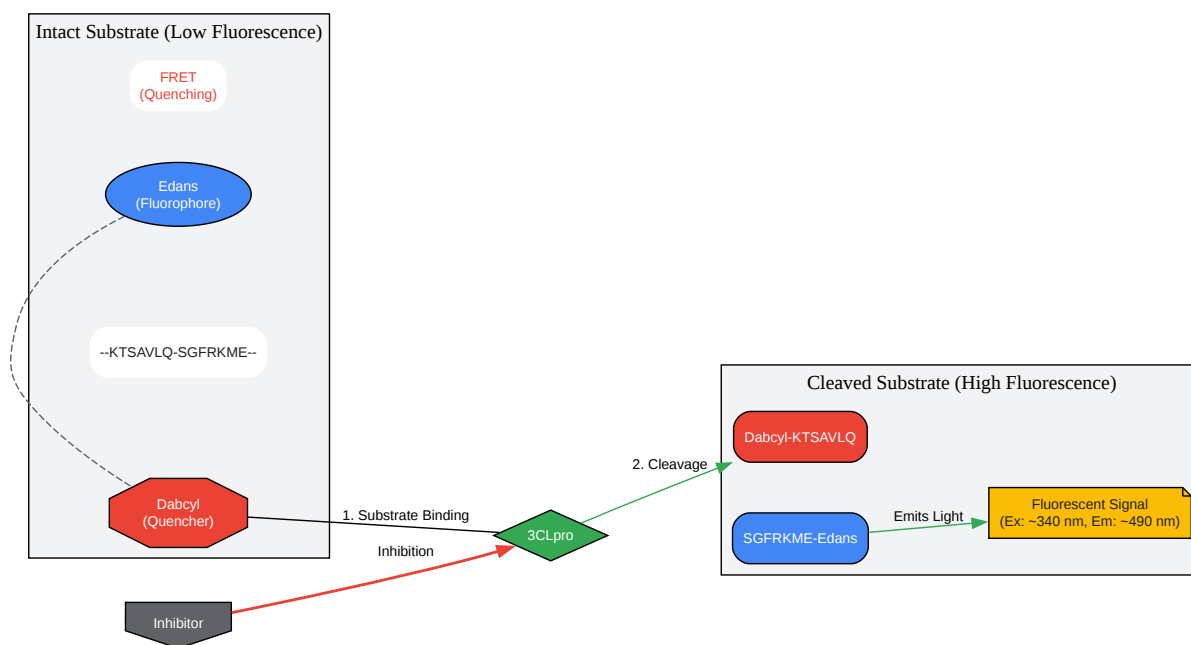 Intact Substrate (Low Fluorescence)
FRET
(Quenching)
Edans
(Fluorophore)
--KTSAVLQ-SGFRKME--
Dabcyl
(Quencher)
1. Substrate Binding
Inhibition
Inhibitor
3CLpro
2. Cleavage
Cleaved Substrate (High Fluorescence)
Dabcyl-KTSAVLQ
SGFRKME-Edans
Emits Light
Fluorescent Signal
(Ex: ~340 nm, Em: ~490 nm)